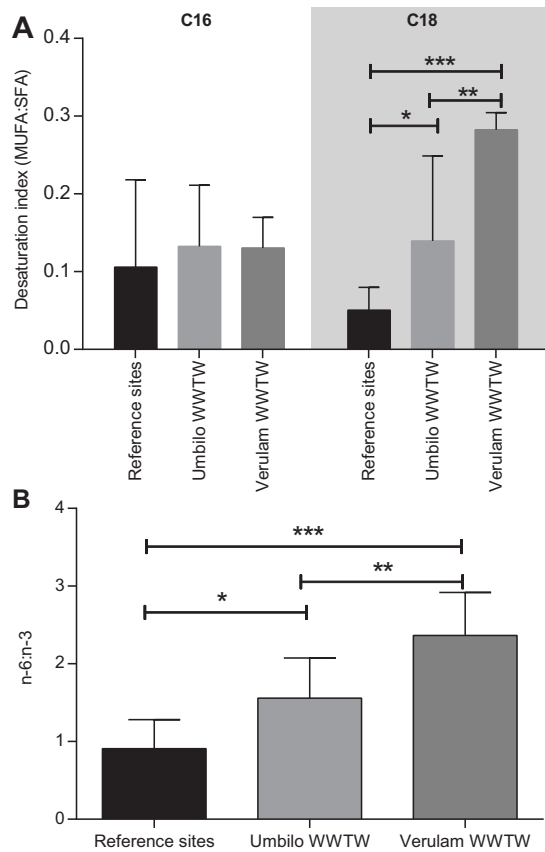 A
C16
C18
Desaturation index (MUFA:SFA)
0.4
0.3
0.2
0.1
0.0
***
**
*
Reference sites
Umbilo WWTW
Verulam WWTW
Reference sites
Umbilo WWTW
Verulam WWTW
B
n-6:n-3
4
3
2
1
0
***
**
*
Reference sites Umbilo WWTW Verulam WWTW